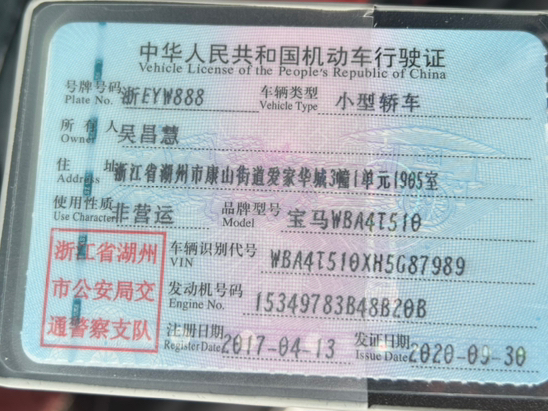 中华人民共和国机动车行驶证
Vehicle License of the People's Republic of China
号牌号码 浙EYW888 车辆类型 小型轿车
Plate No. Vehicle Type
所有人 吴昌慧
Owner
住址 浙江省湖州市康山街道爱家华城3幢1单元1905室
Address
使用性质 非营运 品牌型号 宝马WBA4T510
Use Character Model
浙江省湖州 车辆识别代号 WBA4T510XH5G87989
VIN
市公安局交 发动机号码 15349783B48B20B
Engine No.
通警察支队 注册日期 2017-04-13 发证日期 2020-09-30
Register Date Issue Date